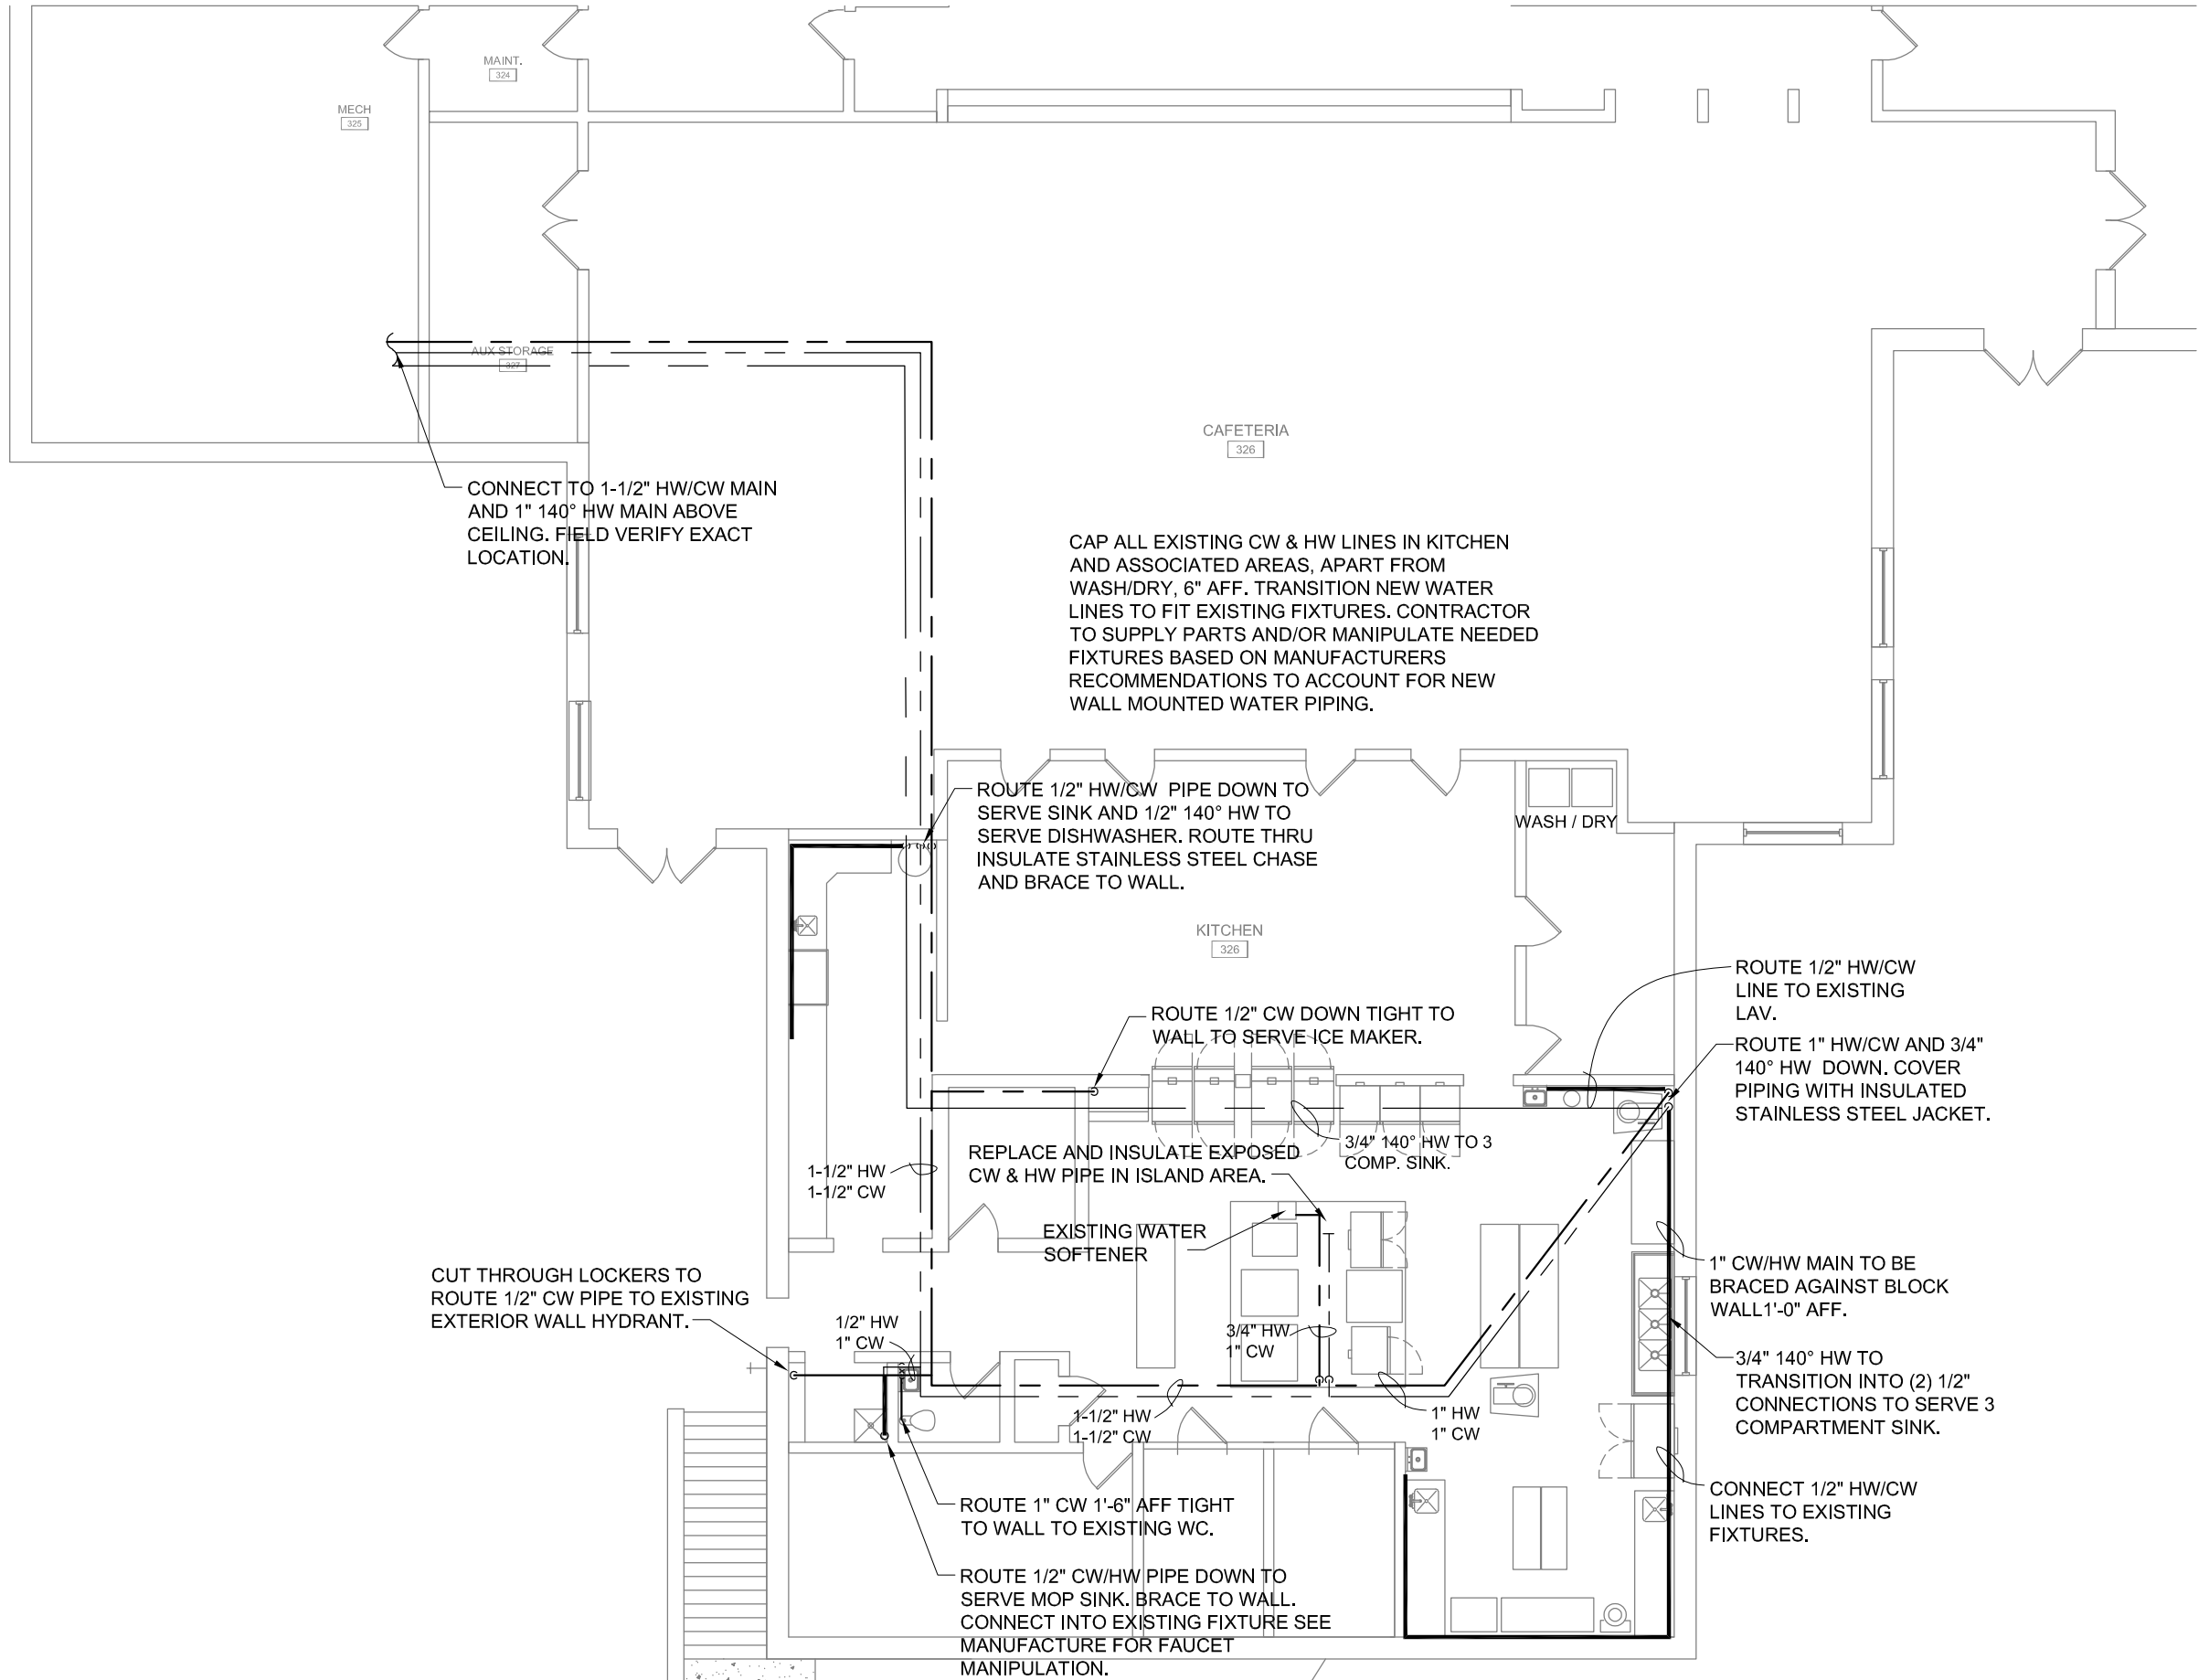 MAINT.
324
MECH
325
AUX STORAGE
327
CAFETERIA
326
CONNECT TO 1-1/2" HW/CW MAIN
AND 1" 140° HW MAIN ABOVE
CEILING. FIELD VERIFY EXACT
LOCATION.
CAP ALL EXISTING CW & HW LINES IN KITCHEN
AND ASSOCIATED AREAS, APART FROM
WASH/DRY, 6" AFF. TRANSITION NEW WATER
LINES TO FIT EXISTING FIXTURES. CONTRACTOR
TO SUPPLY PARTS AND/OR MANIPULATE NEEDED
FIXTURES BASED ON MANUFACTURERS
RECOMMENDATIONS TO ACCOUNT FOR NEW
WALL MOUNTED WATER PIPING.
ROUTE 1/2" HW/CW PIPE DOWN TO
SERVE SINK AND 1/2" 140° HW TO
SERVE DISHWASHER. ROUTE THRU
INSULATE STAINLESS STEEL CHASE
AND BRACE TO WALL.
WASH / DRY
KITCHEN
326
ROUTE 1/2" HW/CW
LINE TO EXISTING
LAV.
ROUTE 1/2" CW DOWN TIGHT TO
WALL TO SERVE ICE MAKER.
ROUTE 1" HW/CW AND 3/4"
140° HW DOWN. COVER
PIPING WITH INSULATED
STAINLESS STEEL JACKET.
3/4" 140° HW TO 3
COMP. SINK.
REPLACE AND INSULATE EXPOSED
CW & HW PIPE IN ISLAND AREA.
1-1/2" HW
1-1/2" CW
EXISTING WATER
SOFTENER
1" CW/HW MAIN TO BE
BRACED AGAINST BLOCK
WALL1'-0" AFF.
CUT THROUGH LOCKERS TO
ROUTE 1/2" CW PIPE TO EXISTING
EXTERIOR WALL HYDRANT.
1/2" HW
1" CW
3/4" HW
1" CW
3/4" 140° HW TO
TRANSITION INTO (2) 1/2"
CONNECTIONS TO SERVE 3
COMPARTMENT SINK.
1-1/2" HW
1-1/2" CW
1" HW
1" CW
CONNECT 1/2" HW/CW
LINES TO EXISTING
FIXTURES.
ROUTE 1" CW 1'-6" AFF TIGHT
TO WALL TO EXISTING WC.
ROUTE 1/2" CW/HW PIPE DOWN TO
SERVE MOP SINK. BRACE TO WALL.
CONNECT INTO EXISTING FIXTURE SEE
MANUFACTURE FOR FAUCET
MANIPULATION.